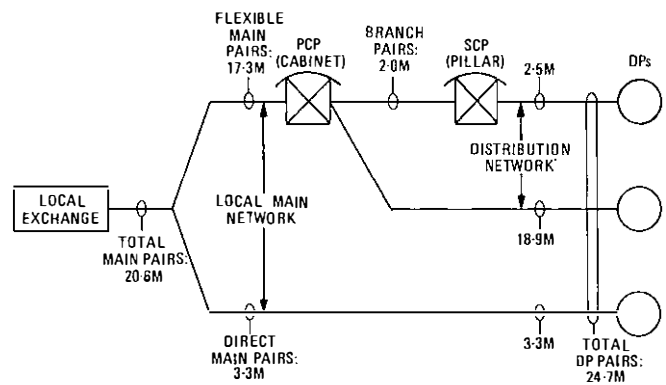 FLEXIBLE
MAIN
PAIRS:
17·3M
PCP
(CABINET)
BRANCH
PAIRS:
2·0M
SCP
(PILLAR)
2·5M
DPs
LOCAL
EXCHANGE
TOTAL
MAIN PAIRS:
20·6M
LOCAL MAIN
NETWORK
DISTRIBUTION
NETWORK
18·9M
DIRECT
MAIN PAIRS:
3·3M
3·3M
TOTAL
DP PAIRS:
24·7M